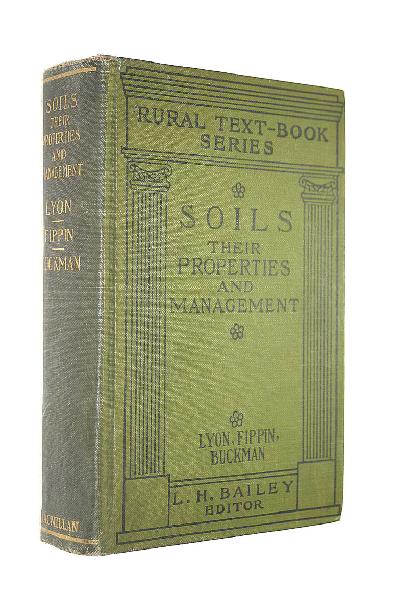 SOILS
THEIR
PROPERTIES
AND
MANAGEMENT
LYON
FIPPIN
BUCKMAN
MACMILLAN
RURAL TEXT-BOOK
SERIES
SOILS
THEIR
PROPERTIES
AND
MANAGEMENT
LYON, FIPPIN,
BUCKMAN
L. H. BAILEY
EDITOR